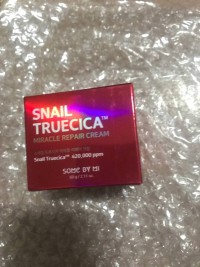 SNAIL
TRUECICA™
MIRACLE REPAIR CREAM
Snail Truecica™ 420,000 ppm
SOME BY MI